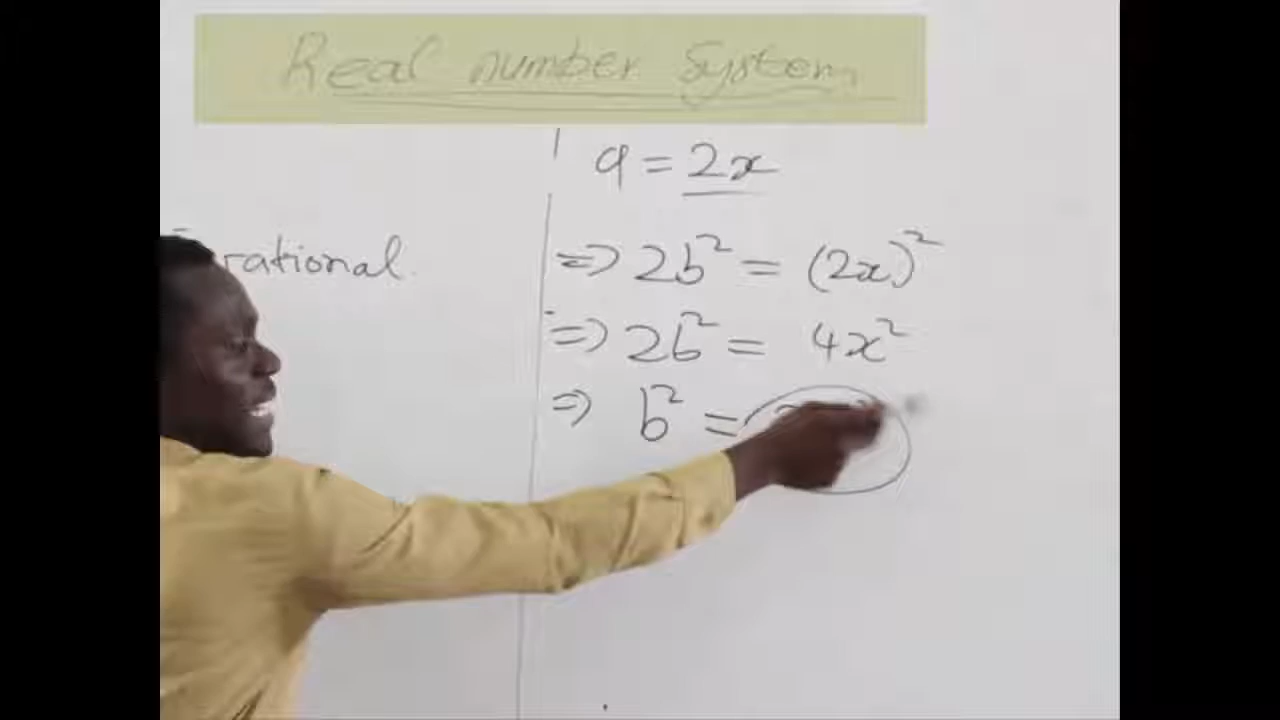 Real number System
a = 2x
rational
=> 2b² = (2x)²
=> 2b² = 4x²
=> b² =